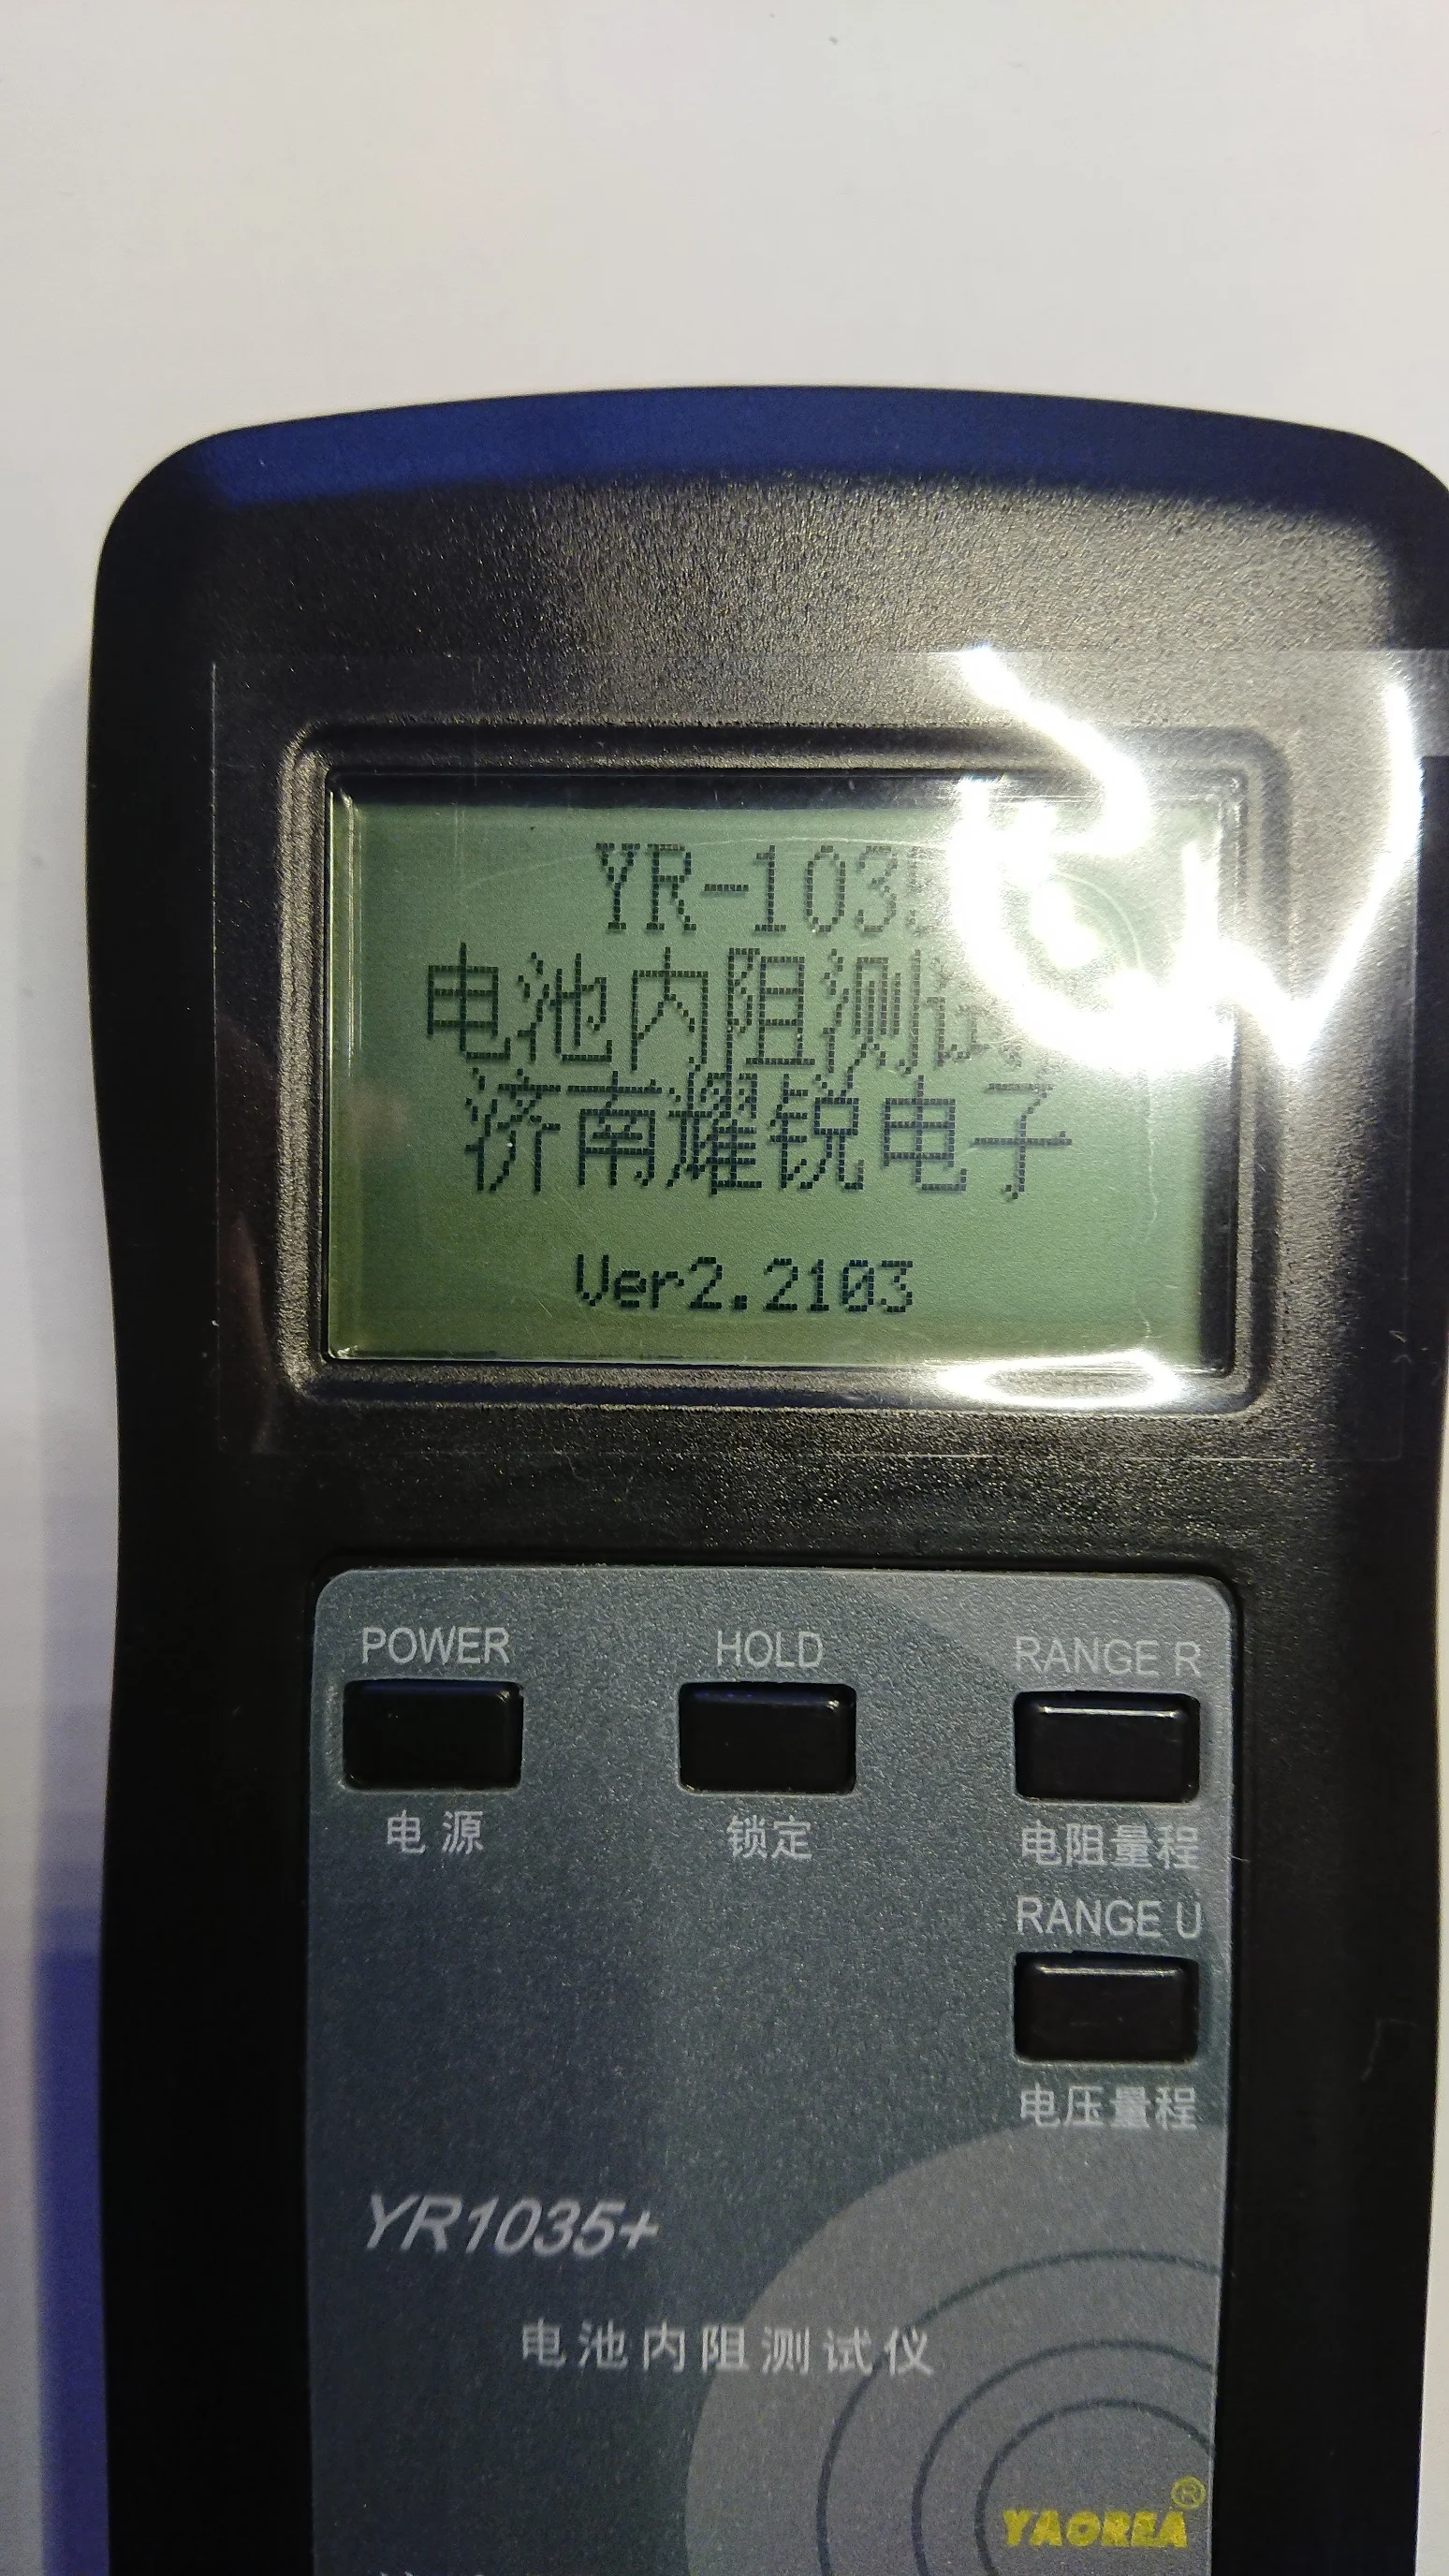 YR-1035
电池内阻测试
济南耀锐电子
Ver2.2103
POWER
HOLD
RANGE R
电 源
锁定
电阻量程
RANGE U
电压量程
YR1035+
电池内阻测试仪
YAOREA®